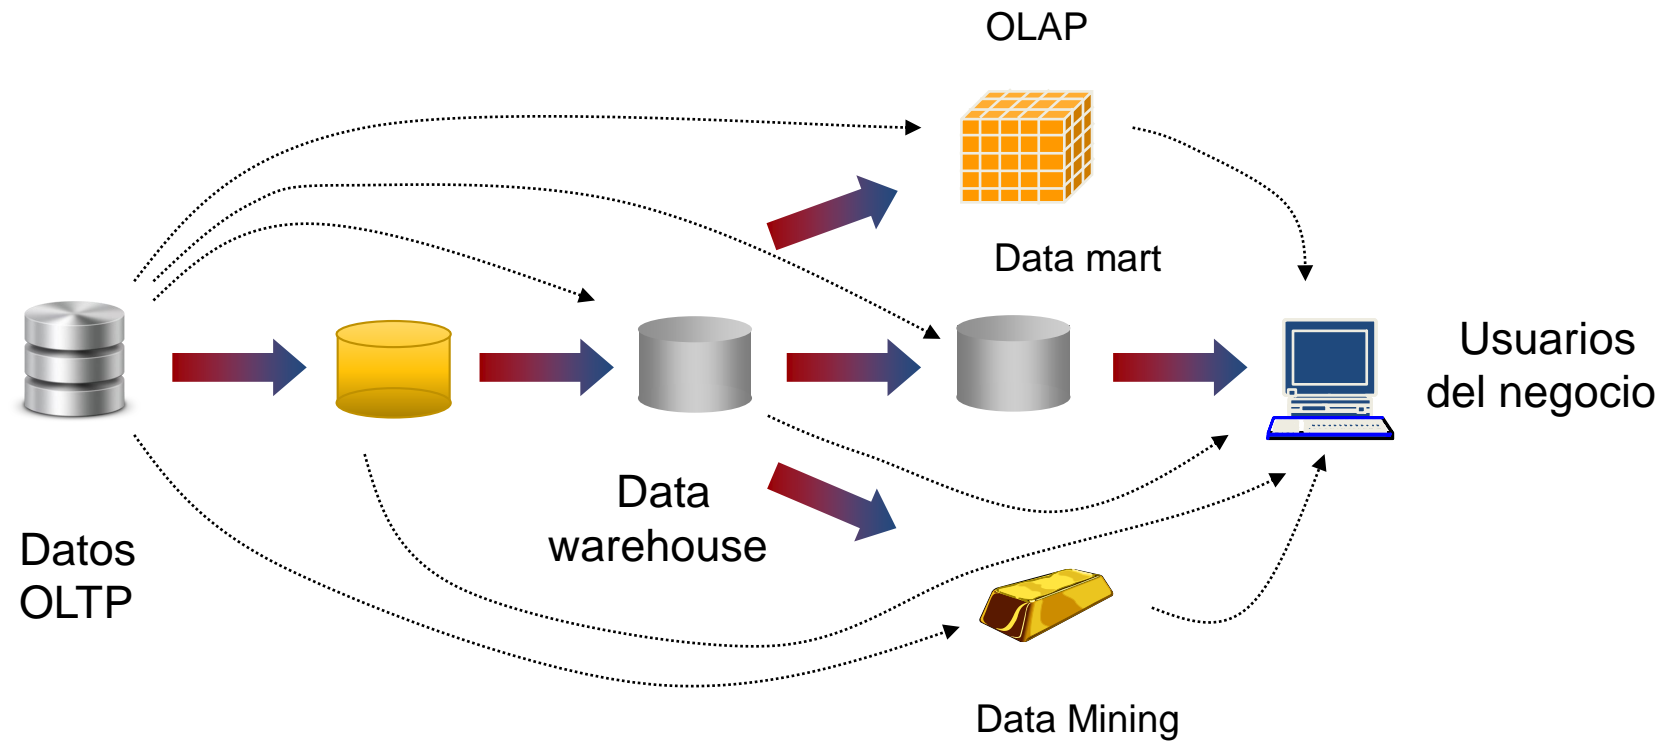 OLAP
Data mart
Usuarios
del negocio
Data
warehouse
Datos
OLTP
Data Mining